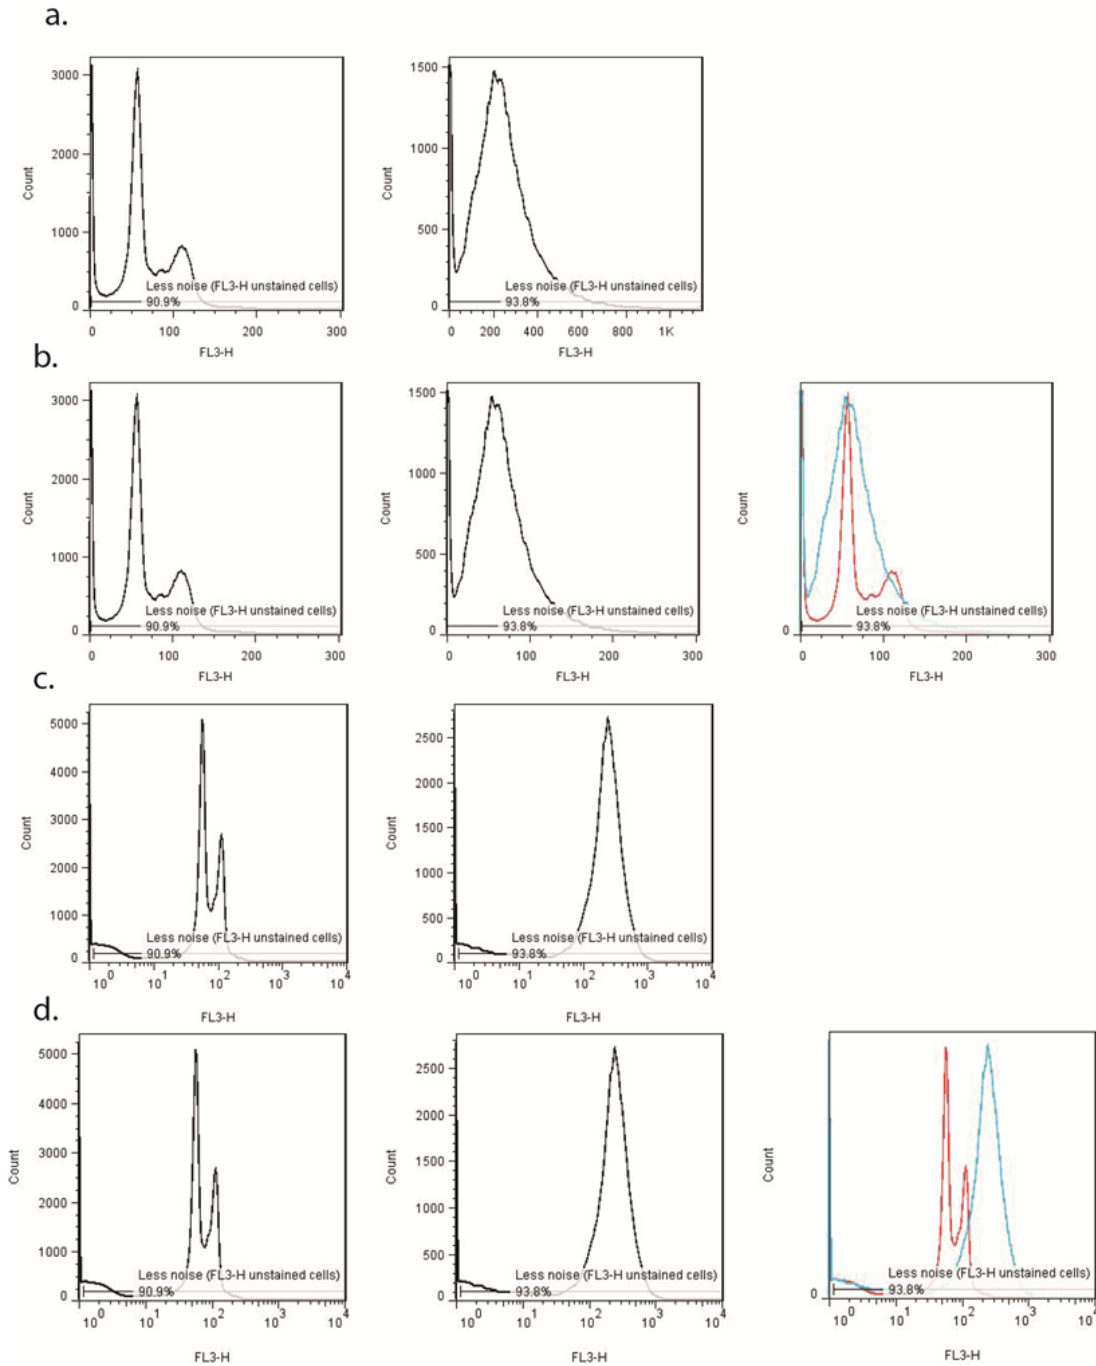 a.
3000
2000
1000
0
Count
Less noise (FL3-H unstained cells)
90.9%
0 100 200 300
FL3-H
1500
1000
500
0
Count
Less noise (FL3-H unstained cells)
93.8%
0 200 400 600 800 1K
FL3-H
b.
3000
2000
1000
0
Count
Less noise (FL3-H unstained cells)
90.9%
0 100 200 300
FL3-H
1500
1000
500
0
Count
Less noise (FL3-H unstained cells)
93.8%
0 100 200 300
FL3-H
Count
0
Less noise (FL3-H unstained cells)
93.8%
0 100 200 300
FL3-H
c.
5000
4000
3000
2000
1000
0
Count
Less noise (FL3-H unstained cells)
90.9%
10^0 10^1 10^2 10^3 10^4
FL3-H
2500
2000
1500
1000
500
0
Count
Less noise (FL3-H unstained cells)
93.8%
10^0 10^1 10^2 10^3 10^4
FL3-H
d.
5000
4000
3000
2000
1000
0
Count
Less noise (FL3-H unstained cells)
90.9%
10^0 10^1 10^2 10^3 10^4
FL3-H
2500
2000
1500
1000
500
0
Count
Less noise (FL3-H unstained cells)
93.8%
10^0 10^1 10^2 10^3 10^4
FL3-H
Count
0
Less noise (FL3-H unstained cells)
93.8%
10^0 10^1 10^2 10^3 10^4
FL3-H